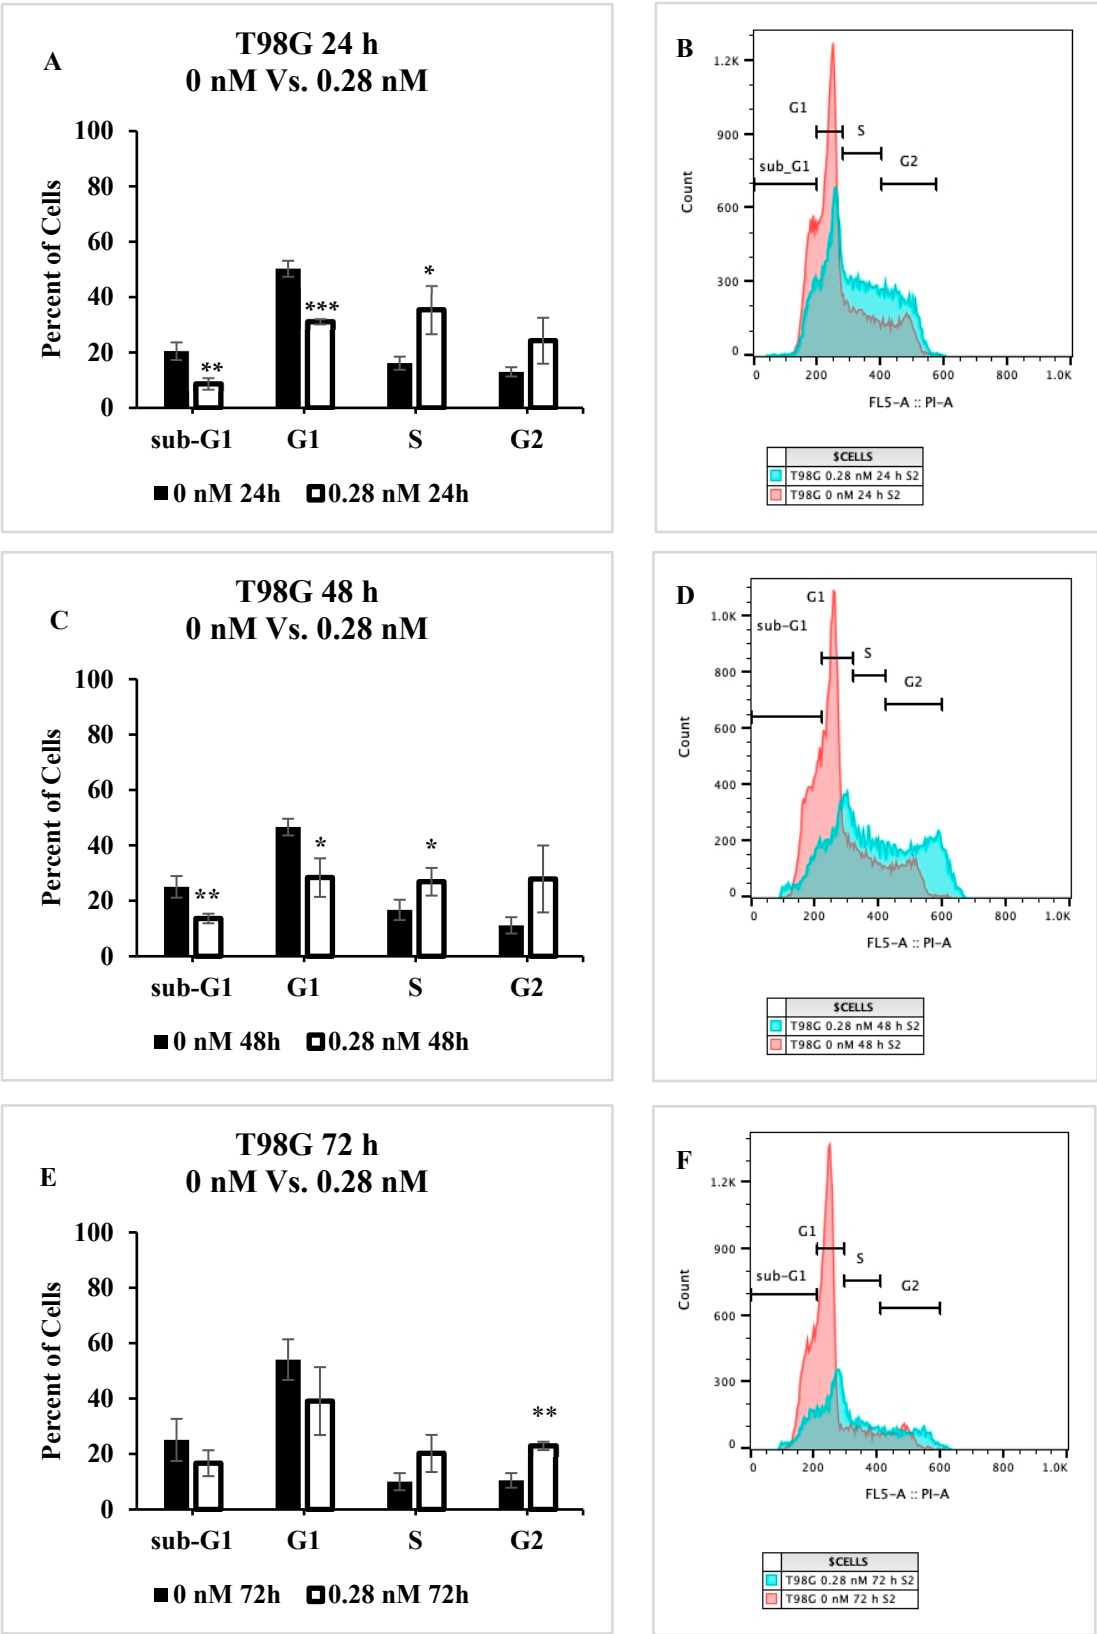 A
T98G 24 h
0 nM Vs. 0.28 nM
Percent of Cells
100
80
60
40
20
0
**
***
*
sub-G1 G1 S G2
0 nM 24h 0.28 nM 24h
B
Count
1.2K
900
600
300
0
G1
S
sub_G1
G2
0 200 400 600 800 1.0K
FL5-A :: PI-A
$CELLS
T98G 0.28 nM 24 h S2
T98G 0 nM 24 h S2
C
T98G 48 h
0 nM Vs. 0.28 nM
Percent of Cells
100
80
60
40
20
0
**
*
*
sub-G1 G1 S G2
0 nM 48h 0.28 nM 48h
D
Count
1.0K
800
600
400
200
0
G1
sub-G1
S
G2
0 200 400 600 800 1.0K
FL5-A :: PI-A
$CELLS
T98G 0.28 nM 48 h S2
T98G 0 nM 48 h S2
E
T98G 72 h
0 nM Vs. 0.28 nM
Percent of Cells
100
80
60
40
20
0
**
sub-G1 G1 S G2
0 nM 72h 0.28 nM 72h
F
Count
1.2K
900
600
300
0
G1
S
sub-G1
G2
0 200 400 600 800 1.0K
FL5-A :: PI-A
$CELLS
T98G 0.28 nM 72 h S2
T98G 0 nM 72 h S2